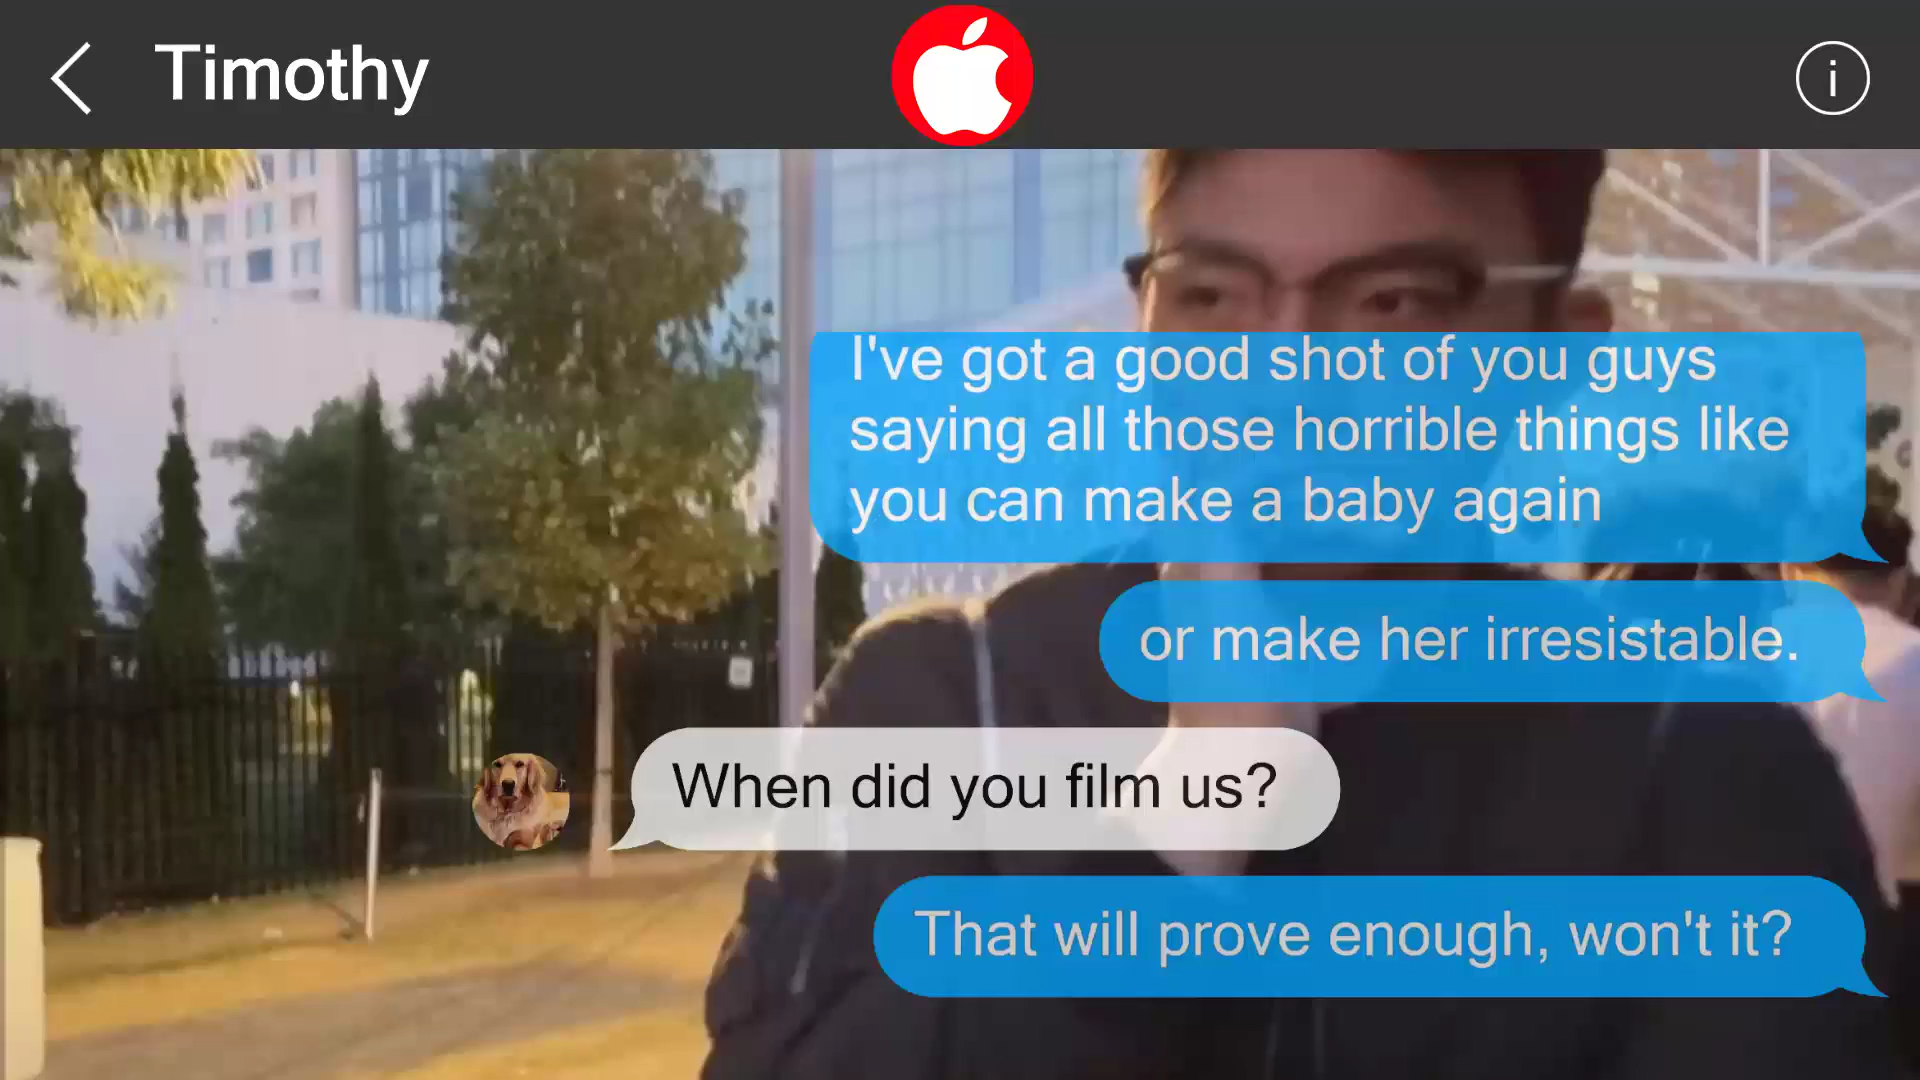 Timothy
i
I've got a good shot of you guys
saying all those horrible things like
you can make a baby again
or make her irresistable.
When did you film us?
That will prove enough, won't it?